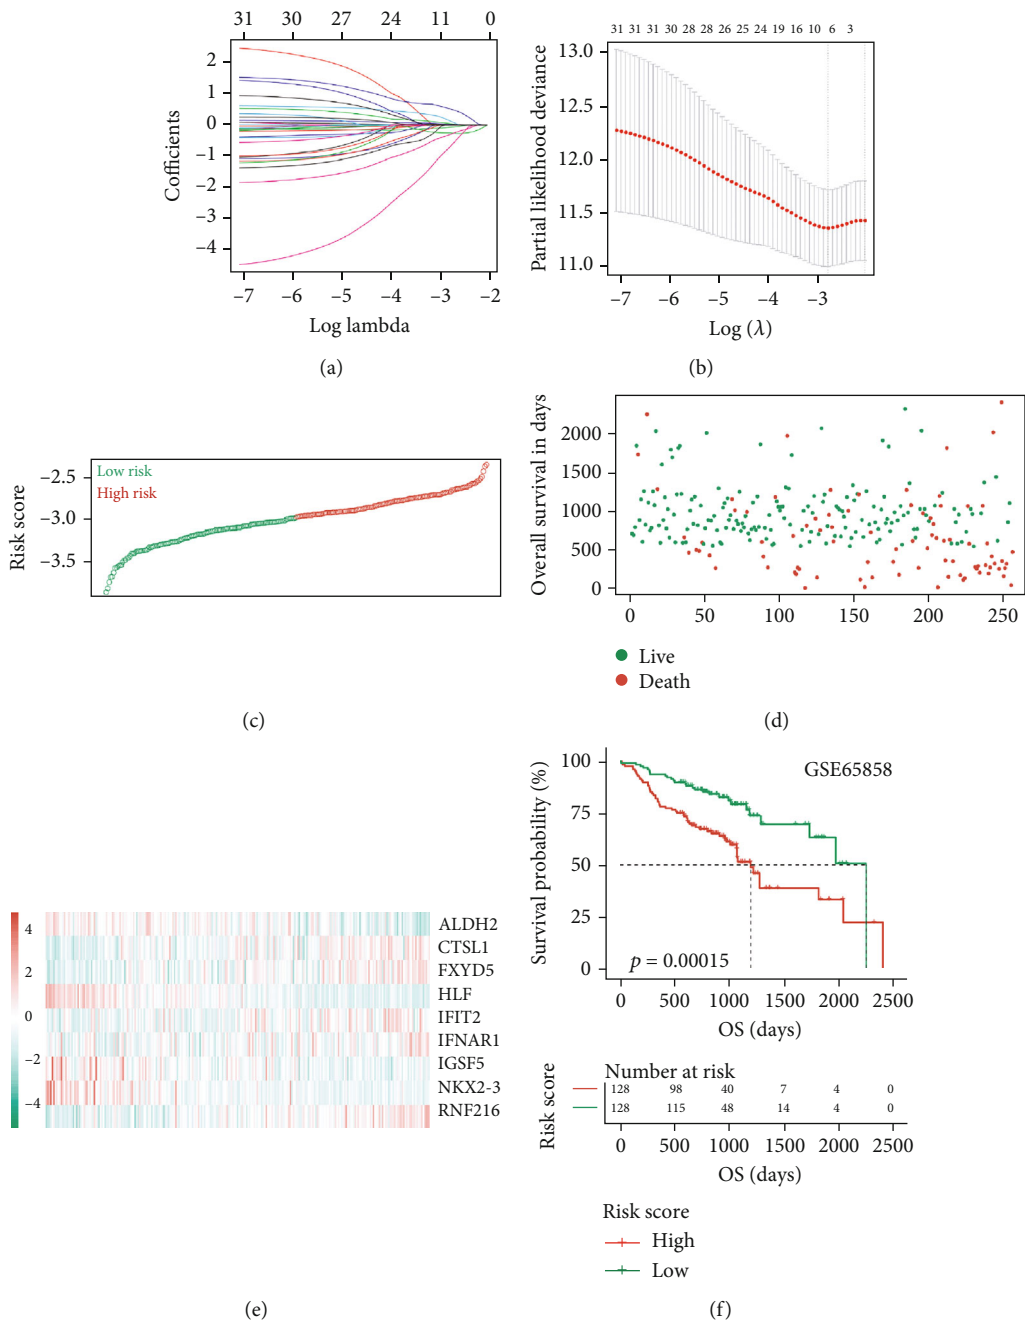 31 30 27 24 11 0
2
1
0
−1
−2
−3
−4
Cofficients
−7 −6 −5 −4 −3 −2
Log lambda
(a)
31 31 31 30 28 28 26 25 24 19 16 10 6 3
13.0
12.5
12.0
11.5
11.0
Partial likelihood deviance
−7 −6 −5 −4 −3
Log (λ)
(b)
Risk score
−2.5
−3.0
−3.5
Low risk
High risk
(c)
Overall survival in days
2000
1500
1000
500
0
0 50 100 150 200 250
Live
Death
(d)
4
2
0
−2
−4
ALDH2
CTSL1
FXYD5
HLF
IFIT2
IFNAR1
IGSF5
NKX2-3
RNF216
(e)
Survival probability (%)
100
75
50
25
0
GSE65858
p = 0.00015
0 500 1000 1500 2000 2500
OS (days)
Number at risk
Risk score
128 98 40 7 4 0
128 115 48 14 4 0
0 500 1000 1500 2000 2500
OS (days)
Risk score
High
Low
(f)